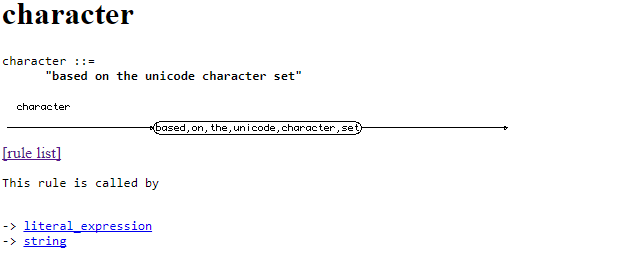 character
character ::=
"based on the unicode character set"
character
based,on,the,unicode,character,set
[rule list]
This rule is called by
-> literal_expression
-> string